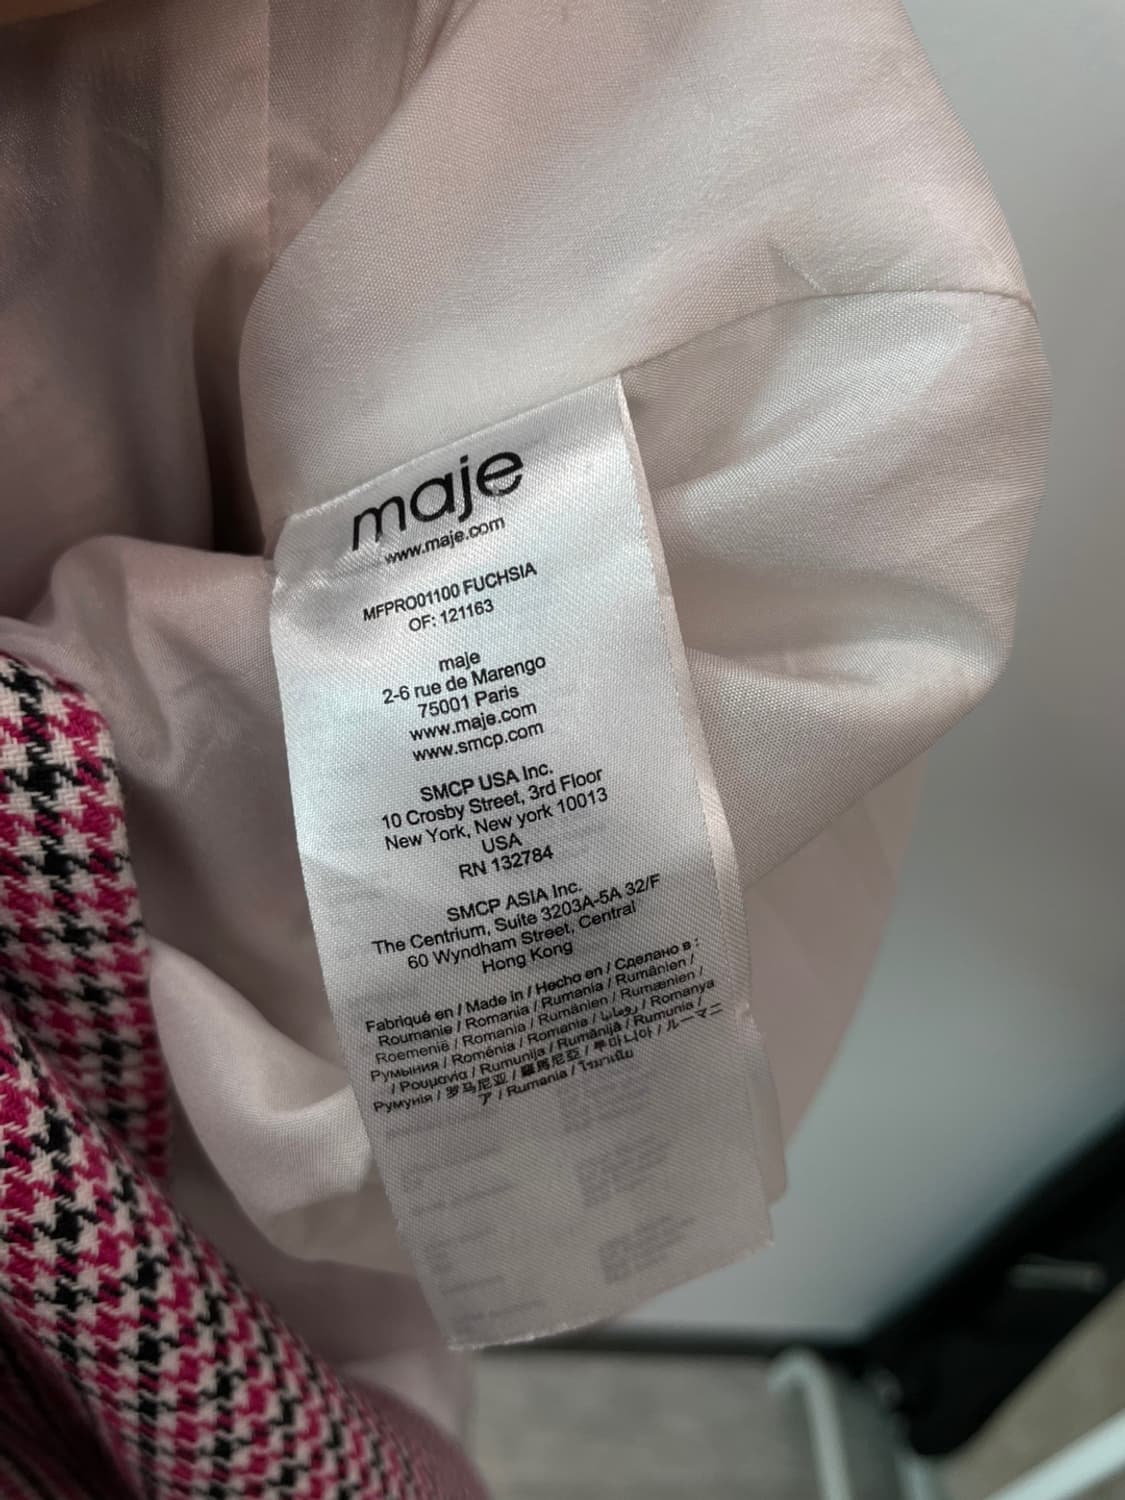 maje
www.maje.com
MFPRO01100 FUCHSIA
OF: 121163
maje
2-6 rue de Marengo
75001 Paris
www.maje.com
www.smcp.com
SMCP USA Inc.
10 Crosby Street, 3rd Floor
New York, New york 10013
USA
RN 132784
SMCP ASIA Inc.
The Centrium, Suite 3203A-5A 32/F
60 Wyndham Street, Central
Hong Kong
Fabriqué en / Made in / Hecho en / Сделано в :
Roumanie / Romania / Rumania / Rumänien /
Roemenië / Romania / Rumänien / Rumænien /
Румыния / Roménia / Romania / رومانيا / Romanya
/ Ρουμανία / Rumunija / Rumānijā / Rumunia /
Румунія / 罗马尼亚 / 羅馬尼亞 / 루마니아 / ルーマニ
ア / Rumania / โรมาเนีย